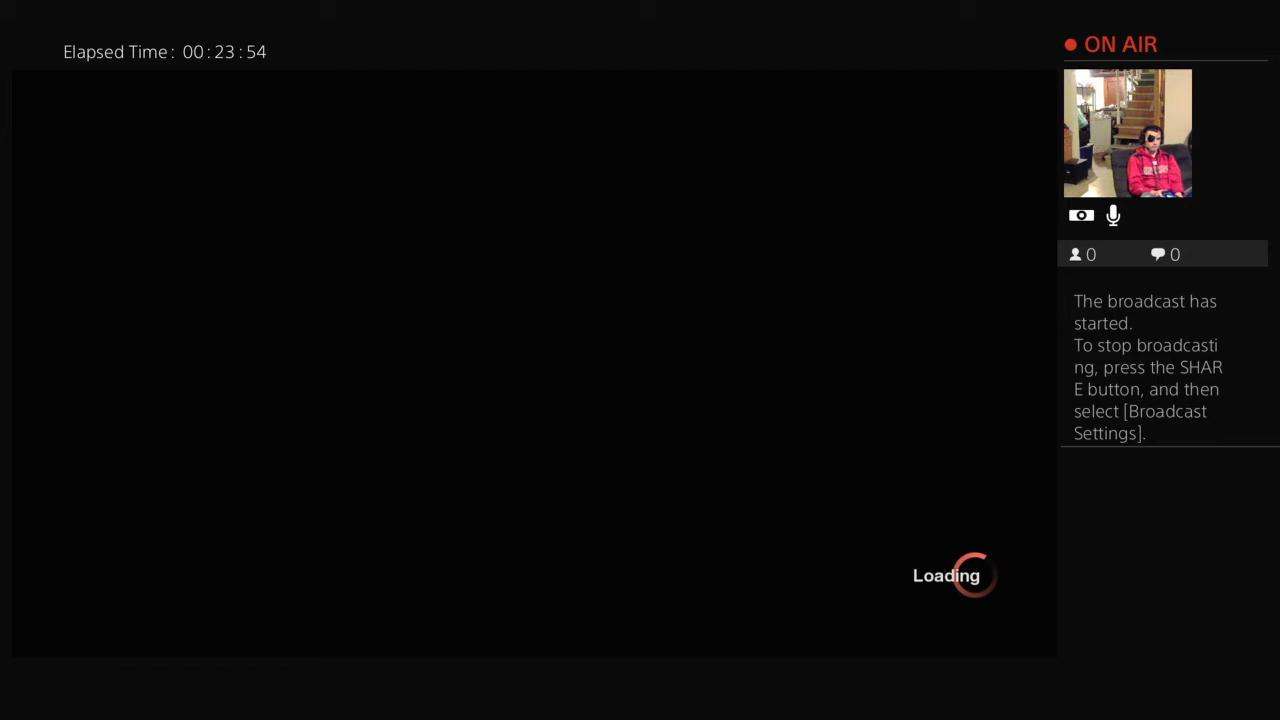 Elapsed Time: 00:23:54
ON AIR
0 0
The broadcast has
started.
To stop broadcasti
ng, press the SHAR
E button, and then
select [Broadcast
Settings].
Loading